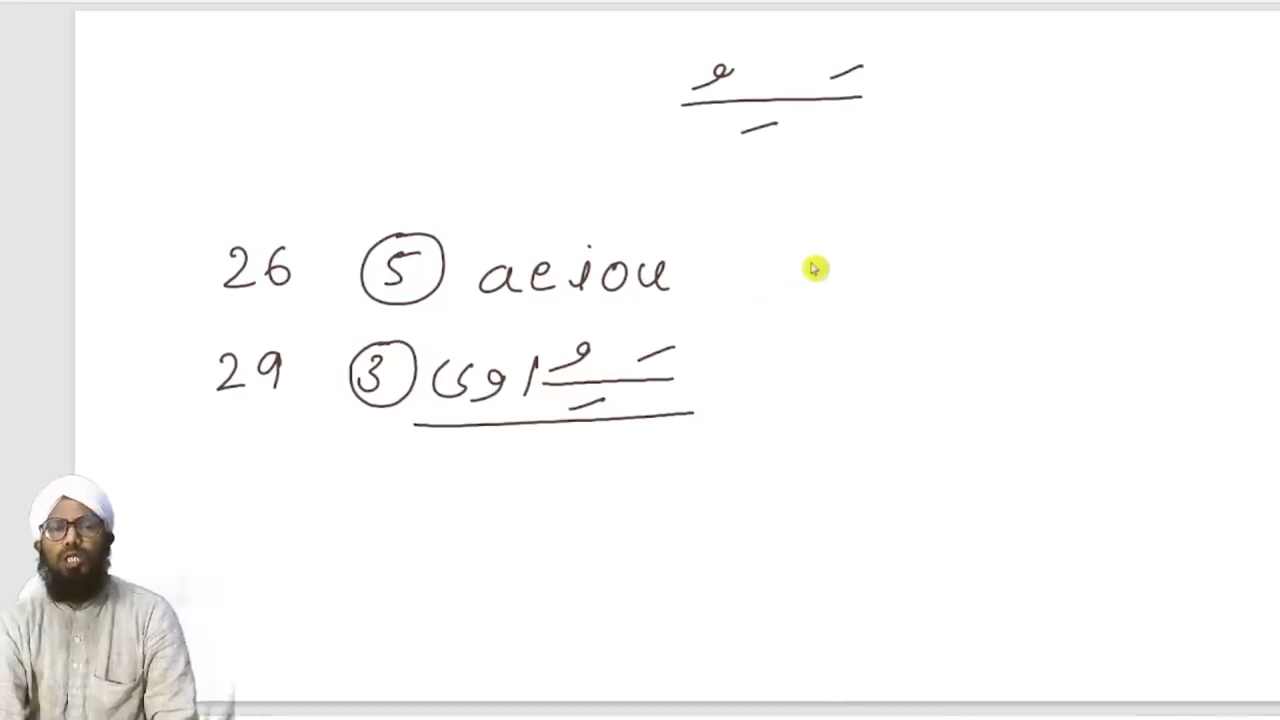 ُ َ ِ
26 5 aeiou
29 3 ا و ی ُ َ ِ